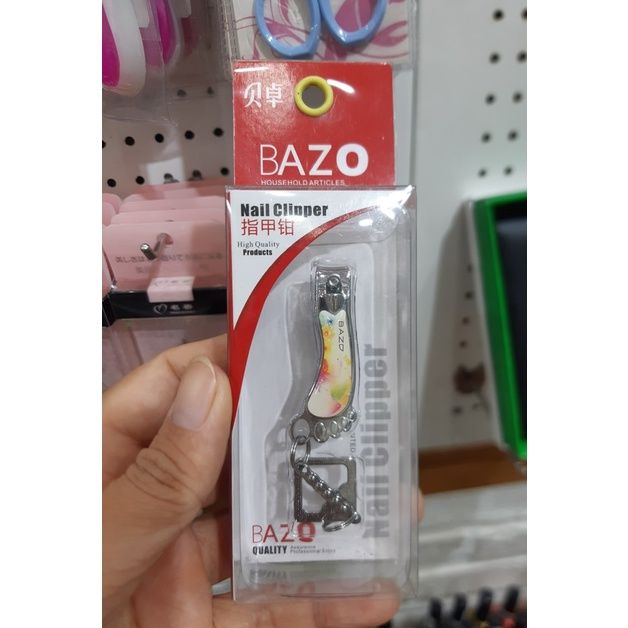 贝卓
BAZO
HOUSEHOLD ARTICLES
Nail Clipper
指甲钳
High Quality
Products
BAZO
Nail Clipper
BAZO
QUALITY